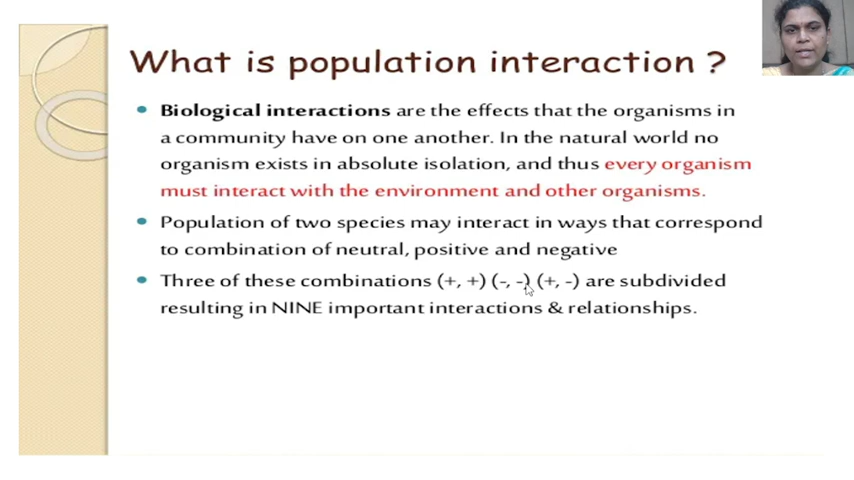 What is population interaction ?
Biological interactions are the effects that the organisms in
a community have on one another. In the natural world no
organism exists in absolute isolation, and thus every organism
must interact with the environment and other organisms.
Population of two species may interact in ways that correspond
to combination of neutral, positive and negative
Three of these combinations (+, +) (-, -) (+, -) are subdivided
resulting in NINE important interactions & relationships.